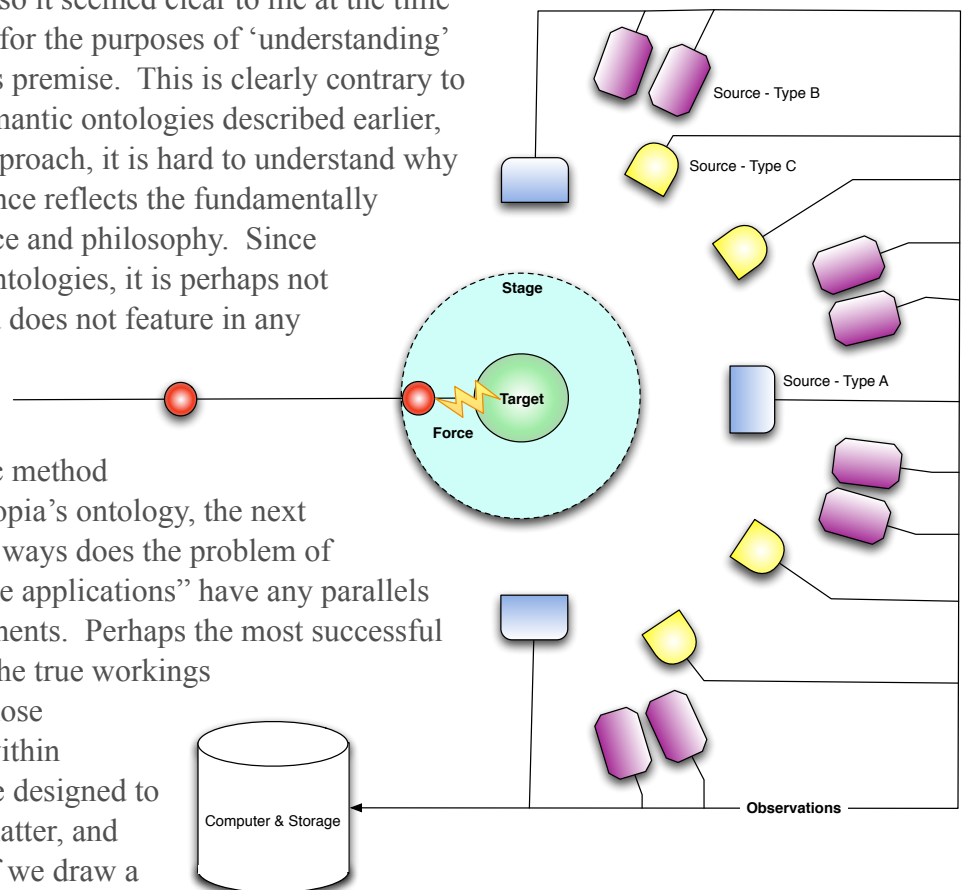 so it seemed clear to me at the time
for the purposes of ‘understanding’
s premise. This is clearly contrary to
mantic ontologies described earlier,
pproach, it is hard to understand why
nce reflects the fundamentally
ce and philosophy. Since
ntologies, it is perhaps not
does not feature in any
c method
opia’s ontology, the next
ways does the problem of
e applications” have any parallels
ments. Perhaps the most successful
the true workings
ose
within
e designed to
atter, and
f we draw a
Source - Type B
Source - Type C
Stage
Source - Type A
Target
Force
Computer & Storage
Observations